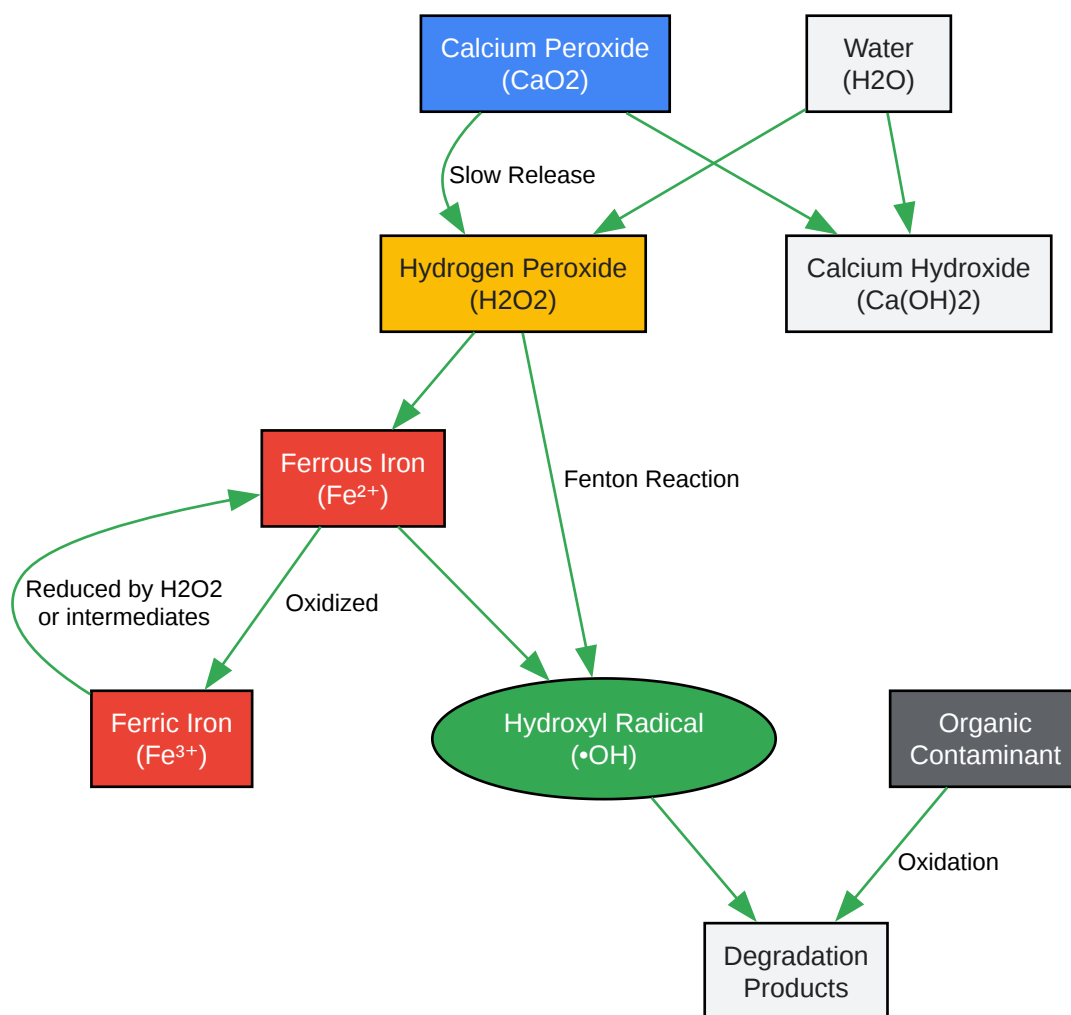 Calcium Peroxide
(CaO2)
Water
(H2O)
Slow Release
Hydrogen Peroxide
(H2O2)
Calcium Hydroxide
(Ca(OH)2)
Ferrous Iron
(Fe²⁺)
Fenton Reaction
Reduced by H2O2
or intermediates
Oxidized
Ferric Iron
(Fe³⁺)
Hydroxyl Radical
(•OH)
Organic
Contaminant
Oxidation
Degradation
Products